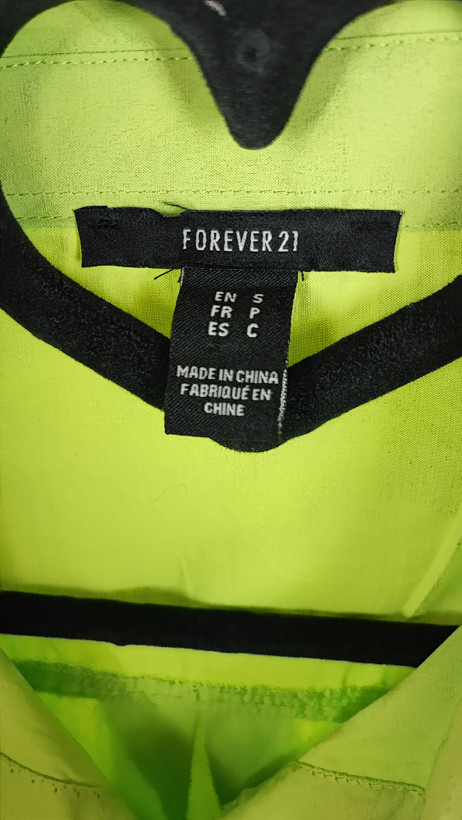 FOREVER 21
EN S
FR P
ES C
MADE IN CHINA
FABRIQUÉ EN
CHINE